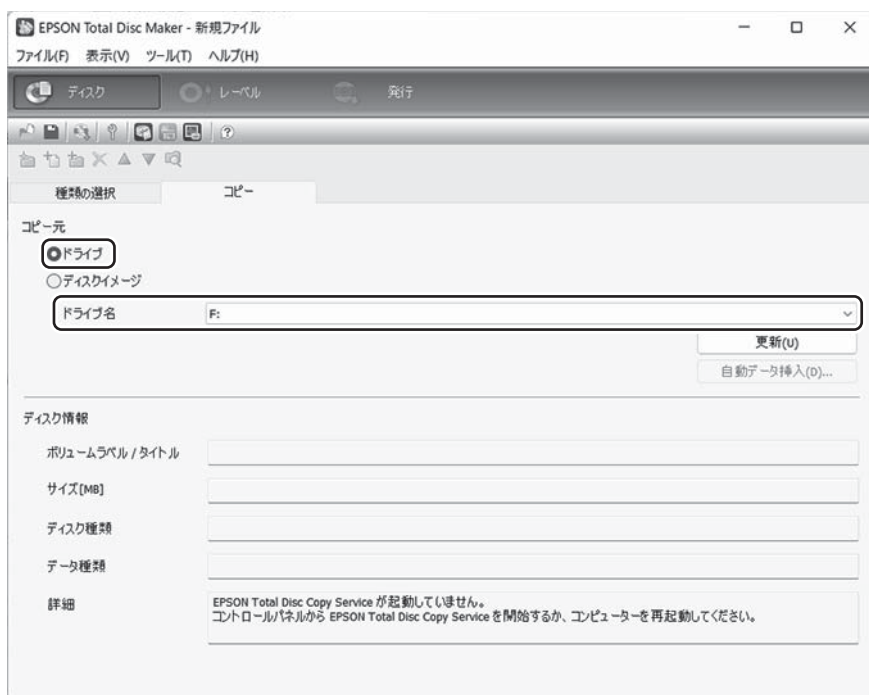 EPSON Total Disc Maker - 新規ファイル
ファイル(F) 表示(V) ツール(T) ヘルプ(H)
ディスク レーベル 発行
種類の選択 コピー
コピー元
ドライブ
ディスクイメージ
ドライブ名 F:
更新(U)
自動データ挿入(D)...
ディスク情報
ボリュームラベル / タイトル
サイズ[MB]
ディスク種類
データ種類
詳細 EPSON Total Disc Copy Service が起動していません。
コントロールパネルから EPSON Total Disc Copy Service を開始するか、コンピューターを再起動してください。